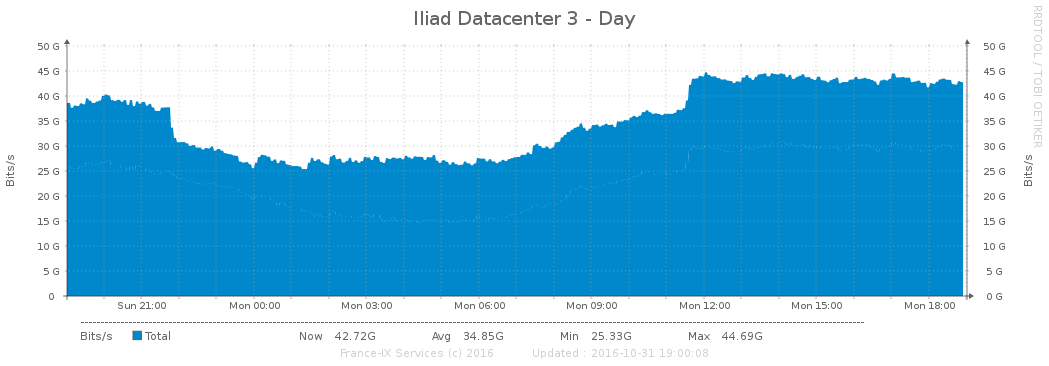 Iliad Datacenter 3 - Day
RRDTOOL / TOBI OETIKER
Bits/s
50 G 50 G
45 G 45 G
40 G 40 G
35 G 35 G
30 G 30 G
25 G 25 G
20 G 20 G
15 G 15 G
10 G 10 G
5 G 5 G
0 0 G
Bits/s
Sun 21:00 Mon 00:00 Mon 03:00 Mon 06:00 Mon 09:00 Mon 12:00 Mon 15:00 Mon 18:00
Bits/s Total Now 42.72G Avg 34.85G Min 25.33G Max 44.69G
France-IX Services (c) 2016 Updated : 2016-10-31 19:00:08